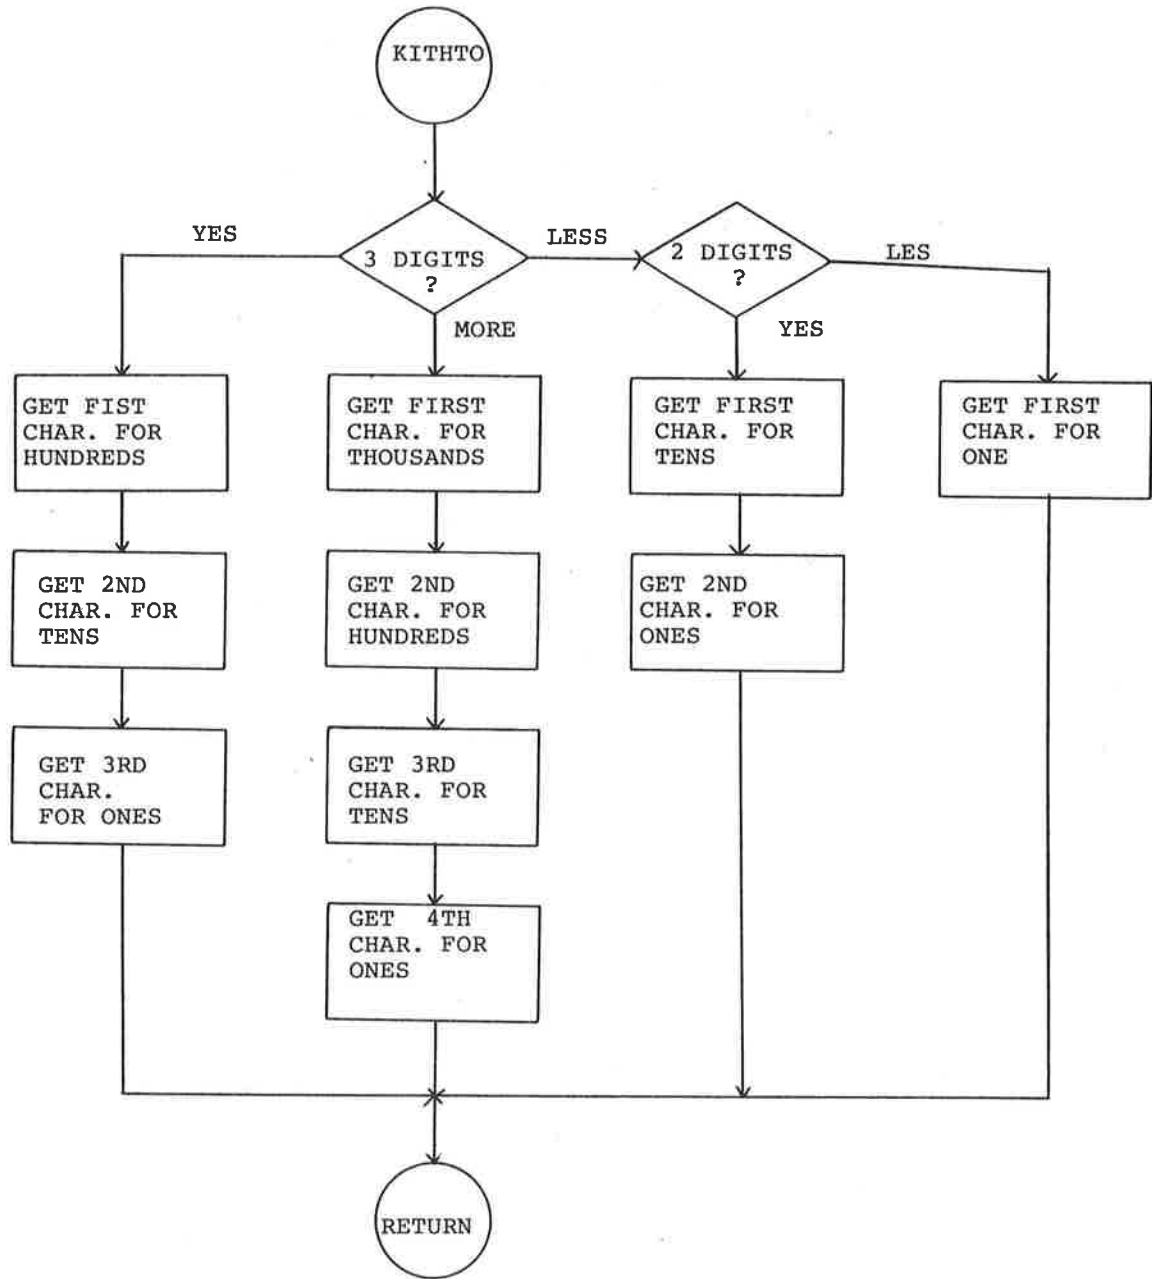 KITHTO
YES
3 DIGITS
?
LESS
2 DIGITS
?
LES
MORE
YES
GET FIST
CHAR. FOR
HUNDREDS
GET FIRST
CHAR. FOR
THOUSANDS
GET FIRST
CHAR. FOR
TENS
GET FIRST
CHAR. FOR
ONE
GET 2ND
CHAR. FOR
TENS
GET 2ND
CHAR. FOR
HUNDREDS
GET 2ND
CHAR. FOR
ONES
GET 3RD
CHAR.
FOR ONES
GET 3RD
CHAR. FOR
TENS
GET 4TH
CHAR. FOR
ONES
RETURN